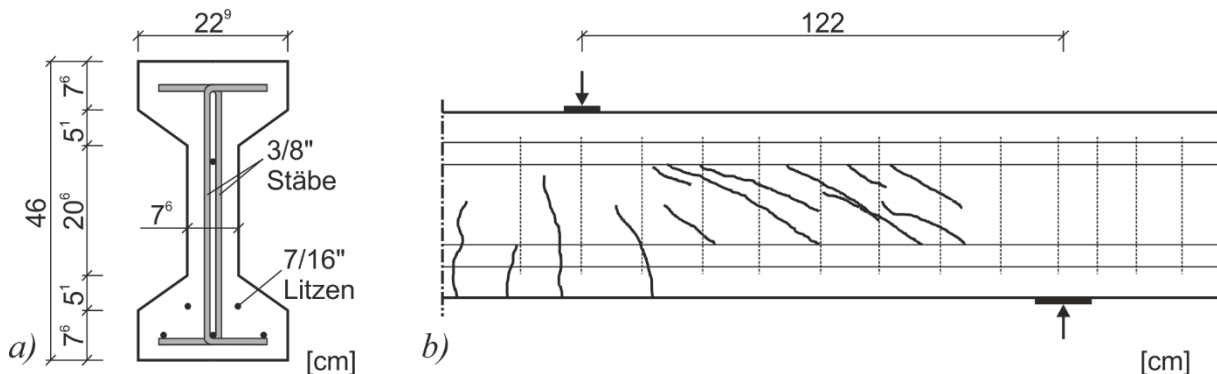 22⁹
46
7⁶
5¹
20⁶
5¹
7⁶
7⁶
3/8"
Stäbe
7/16"
Litzen
a)
[cm]
122
b)
[cm]